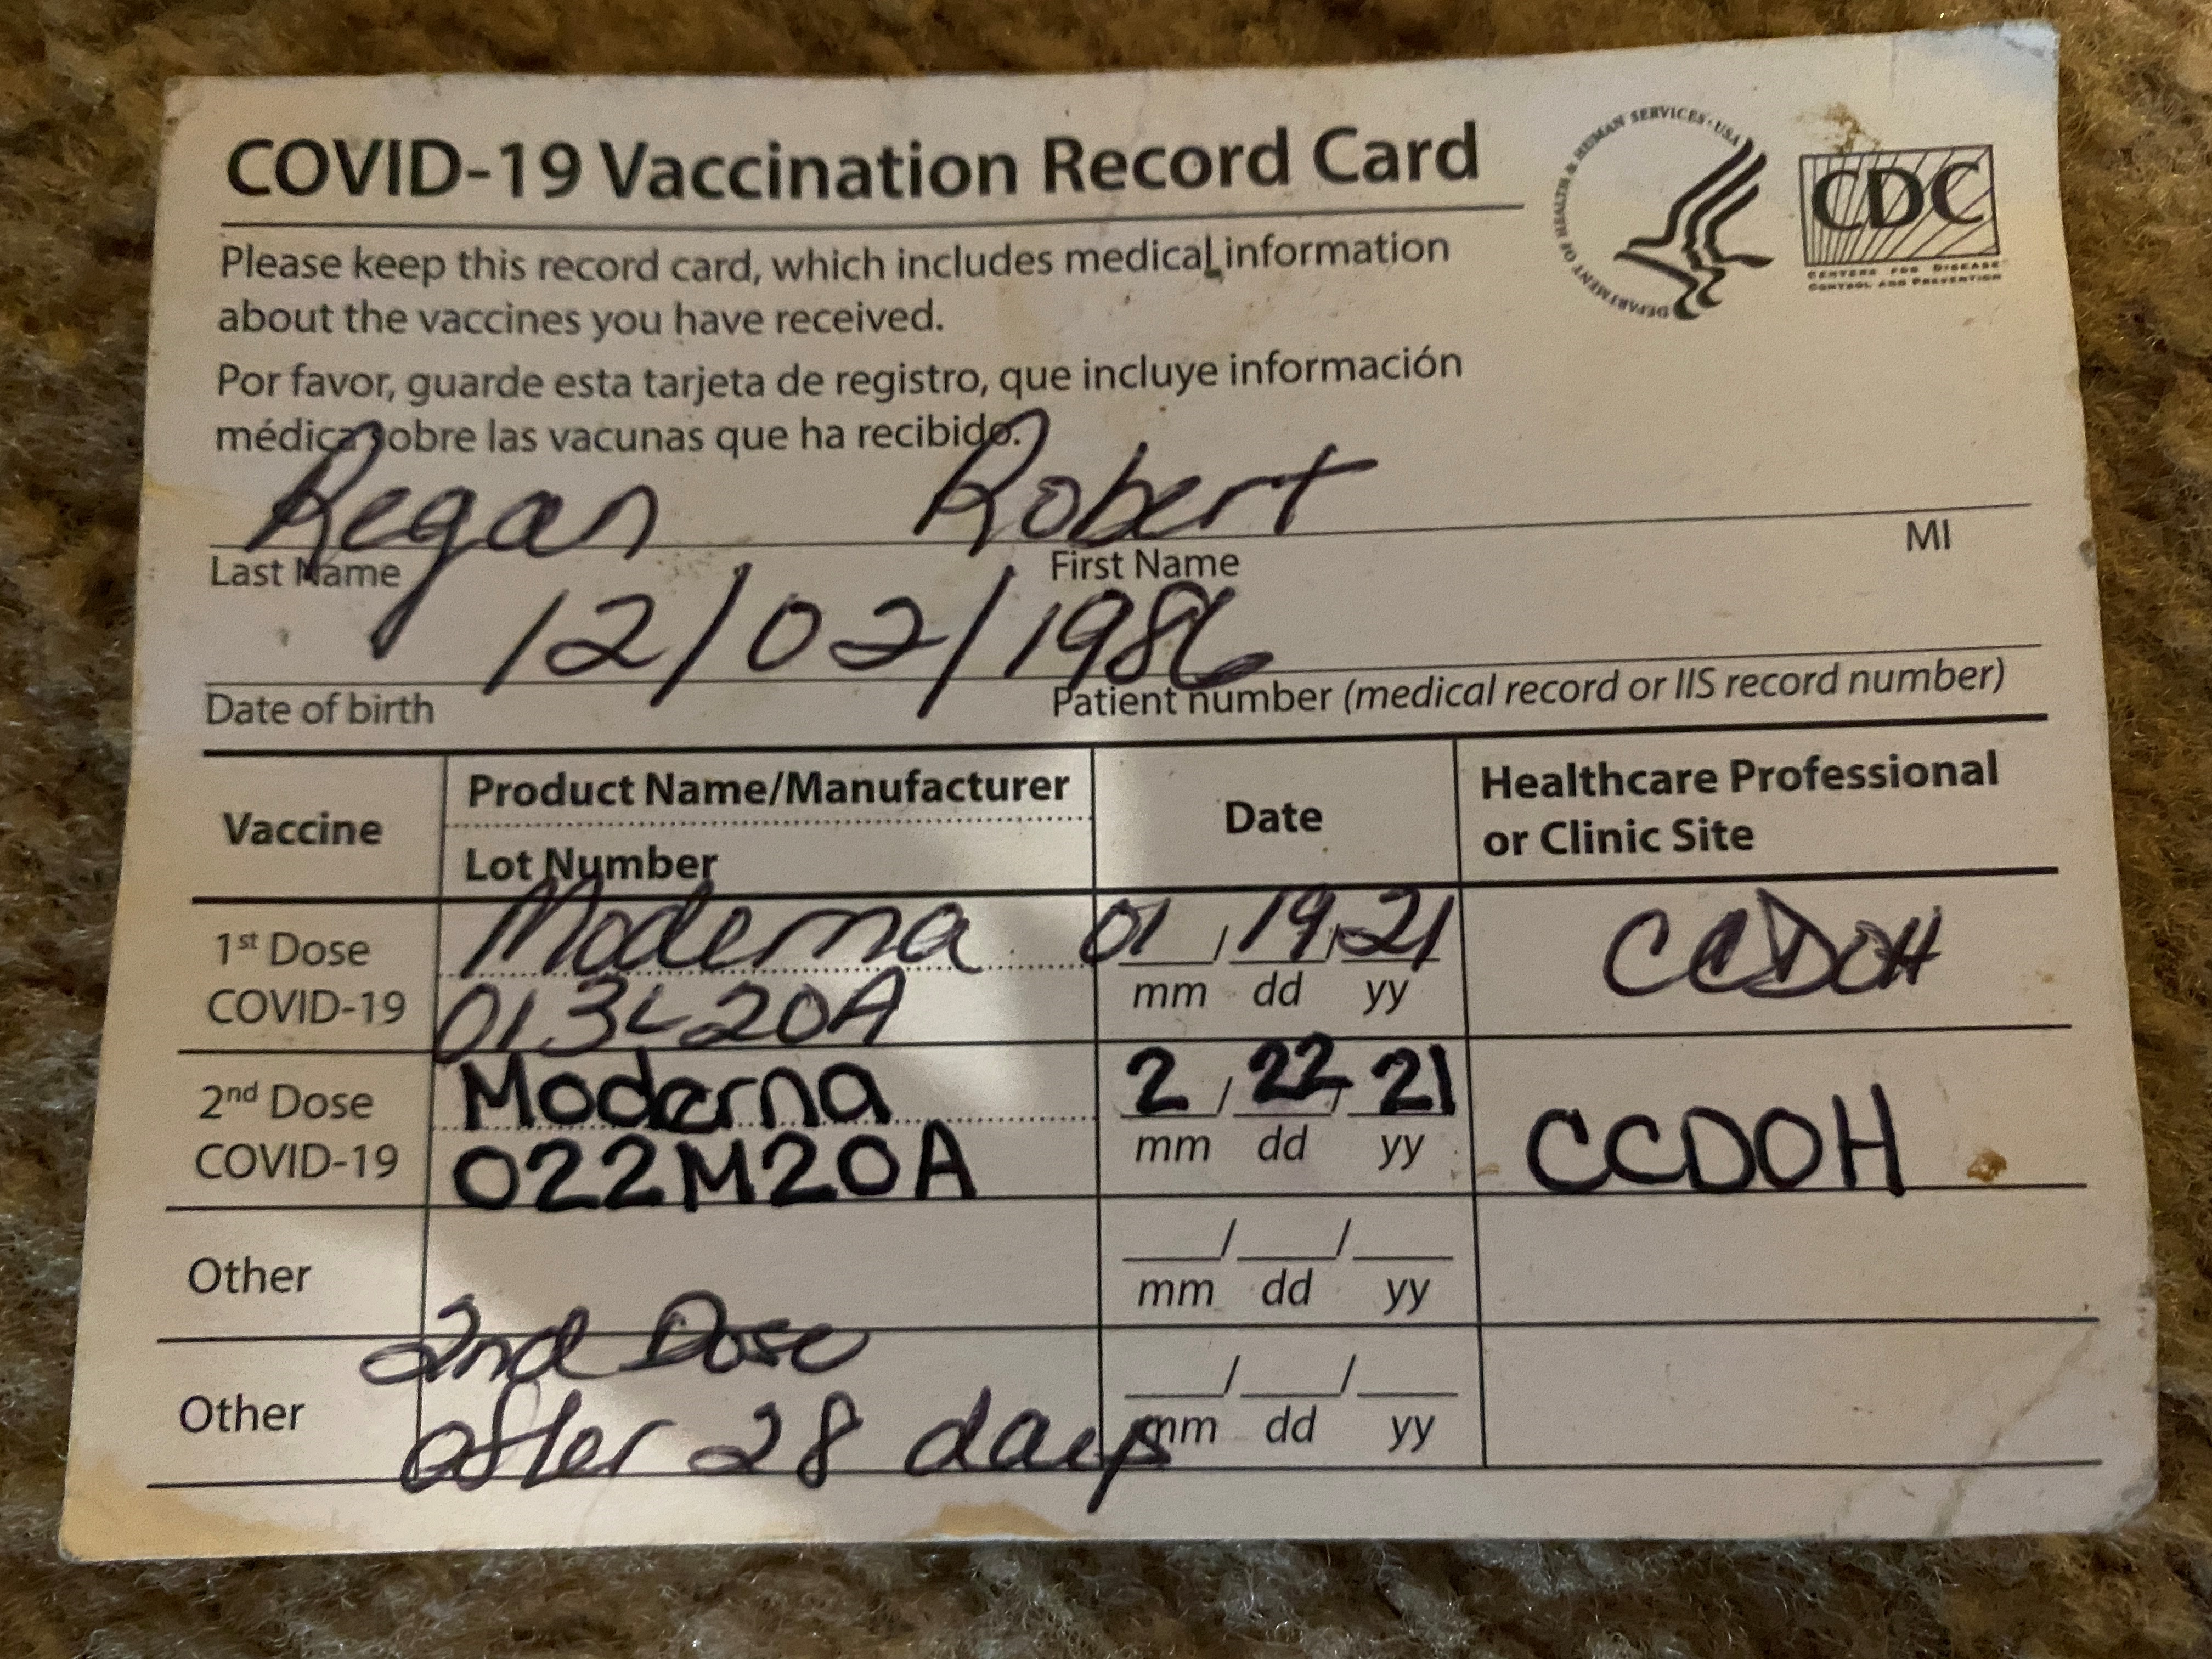 COVID-19 Vaccination Record Card
DEPARTMENT OF HEALTH & HUMAN SERVICES · USA
CDC
CENTERS FOR DISEASE
CONTROL AND PREVENTION
Please keep this record card, which includes medical information
about the vaccines you have received.
Por favor, guarde esta tarjeta de registro, que incluye información
médica sobre las vacunas que ha recibido.
Regan Robert
Last Name First Name MI
12/02/1986
Date of birth Patient number (medical record or IIS record number)
Vaccine
Product Name/Manufacturer
Lot Number
Date
Healthcare Professional
or Clinic Site
1st Dose
COVID-19
Moderna
013L20A
01 / 19 / 21
mm dd yy
CCDOH
2nd Dose
COVID-19
Moderna
022M20A
2 / 22 / 21
mm dd yy
CCDOH
Other
___/___/___
mm dd yy
2nd Dose
Other
after 28 days
___/___/___
mm dd yy